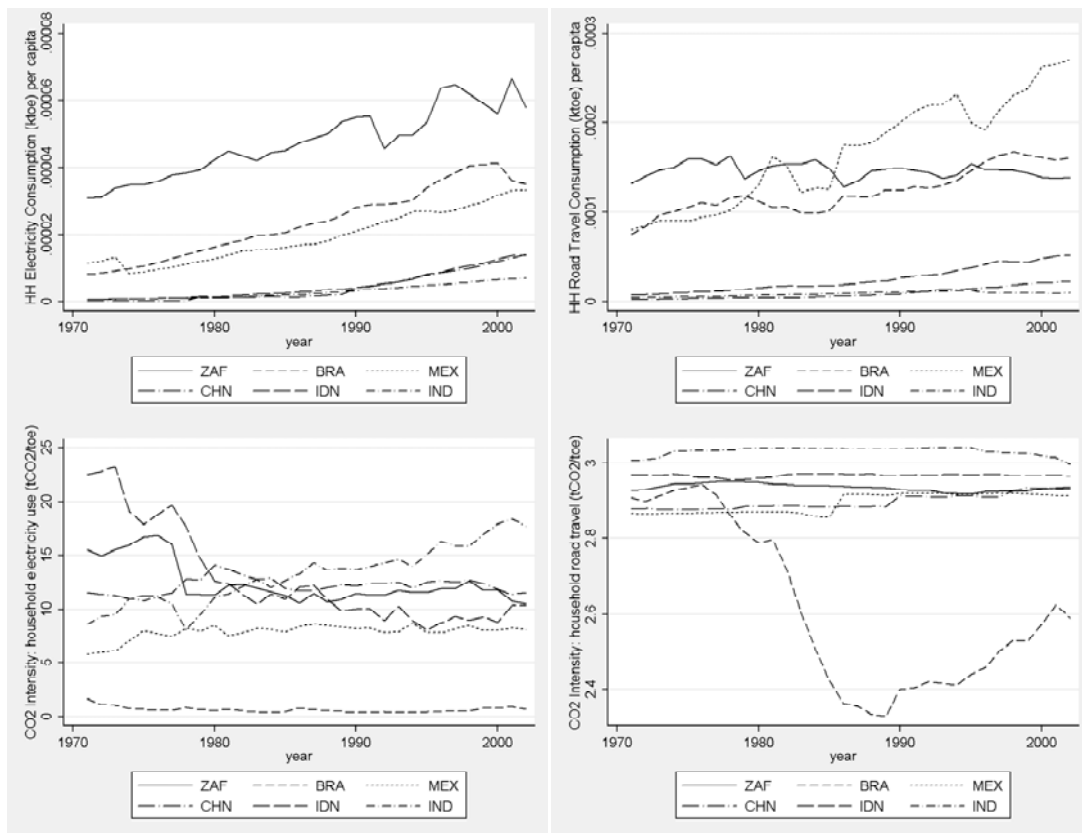 HH Electricity Consumption (ktoe) per capita
.00008
.00006
.00004
.00002
0
1970 1980 1990 2000
year
ZAF BRA MEX
CHN IDN IND
HH Road Travel Consumption (ktoe) per capita
.0003
.0002
.0001
0
1970 1980 1990 2000
year
ZAF BRA MEX
CHN IDN IND
CO2 Intensity: household electricity use (tCO2/toe)
25
20
15
10
5
0
1970 1980 1990 2000
year
ZAF BRA MEX
CHN IDN IND
CO2 Intensity: household road travel (tCO2/toe)
3
2.8
2.6
2.4
1970 1980 1990 2000
year
ZAF BRA MEX
CHN IDN IND